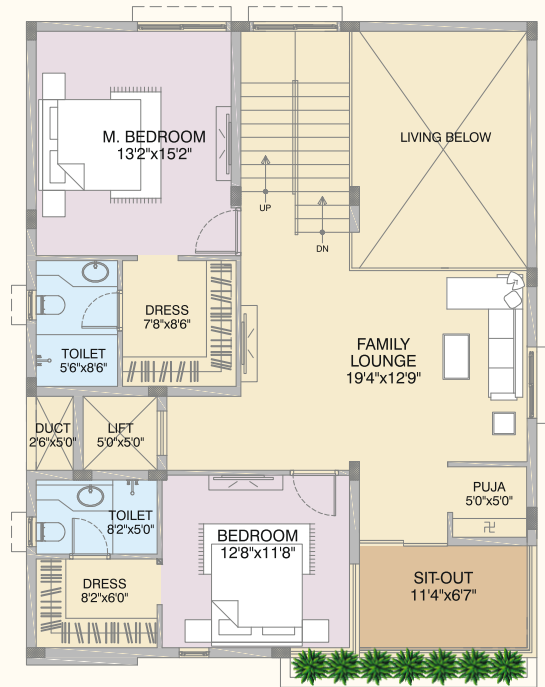 M. BEDROOM
13'2"x15'2"
LIVING BELOW
UP
DN
DRESS
7'8"x8'6"
TOILET
5'6"x8'6"
FAMILY
LOUNGE
19'4"x12'9"
DUCT
2'6"x5'0"
LIFT
5'0"x5'0"
PUJA
5'0"x5'0"
卐
TOILET
8'2"x5'0"
BEDROOM
12'8"x11'8"
DRESS
8'2"x6'0"
SIT-OUT
11'4"x6'7"